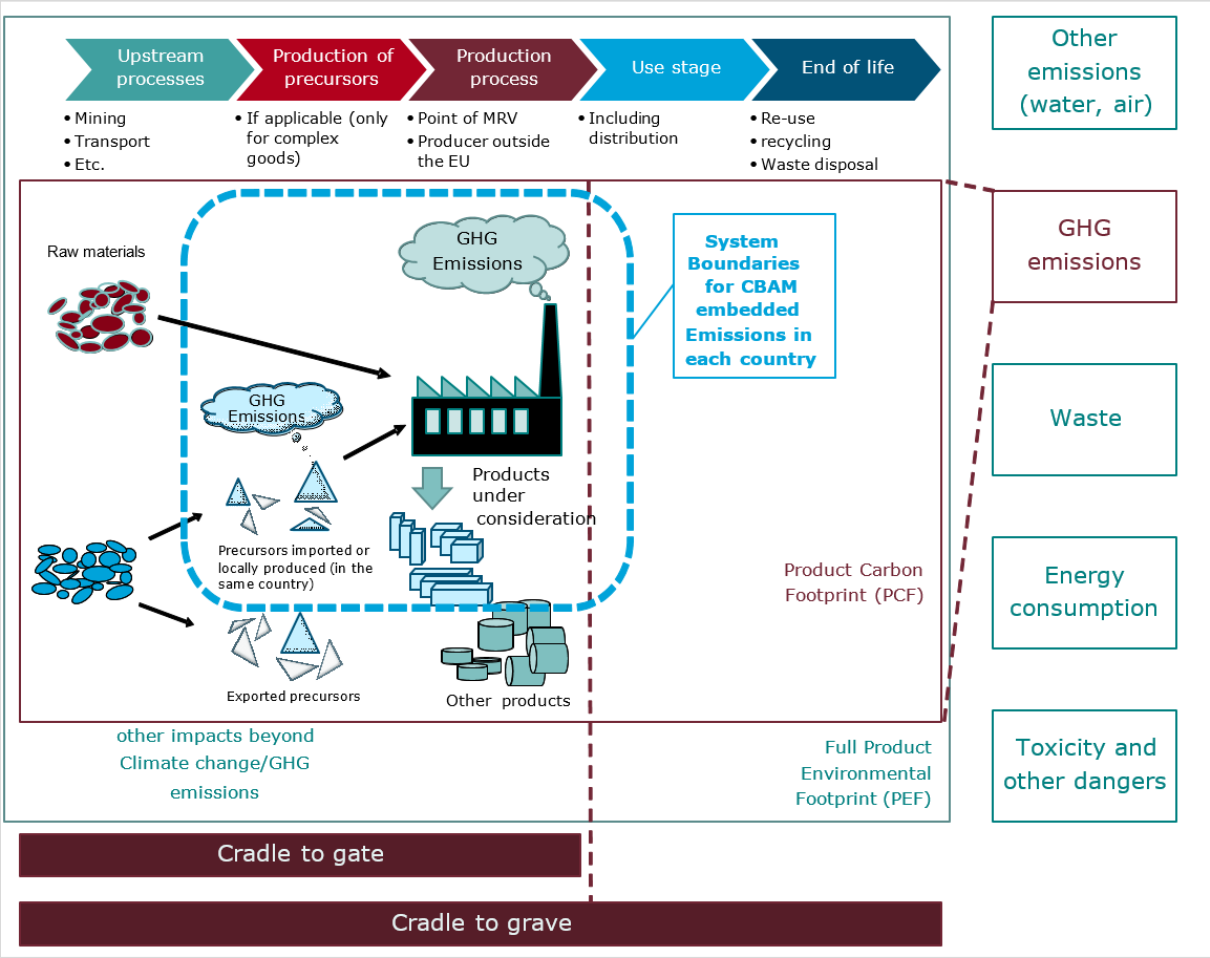 Upstream
processes
Production of
precursors
Production
process
Use stage
End of life
• Mining
• Transport
• Etc.
• If applicable (only
for complex
goods)
• Point of MRV
• Producer outside
the EU
• Including
distribution
• Re-use
• recycling
• Waste disposal
Other
emissions
(water, air)
GHG
emissions
Waste
Energy
consumption
Toxicity and
other dangers
Raw materials
GHG
Emissions
System
Boundaries
for CBAM
embedded
Emissions in
each country
GHG
Emissions
Products
under
consideration
Precursors imported or
locally produced (in the
same country)
Product Carbon
Footprint (PCF)
Exported precursors
Other products
other impacts beyond
Climate change/GHG
emissions
Full Product
Environmental
Footprint (PEF)
Cradle to gate
Cradle to grave